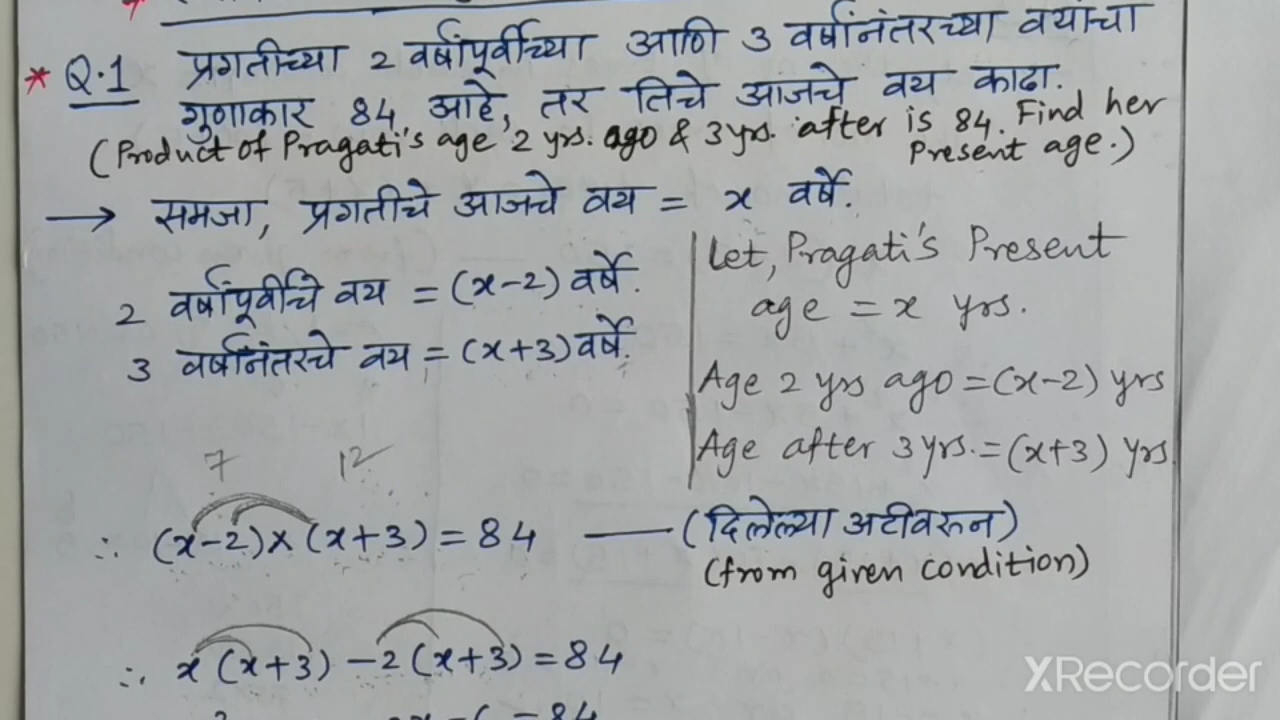 * Q.1 प्रगतीच्या 2 वर्षांपूर्वीच्या आणि 3 वर्षांनंतरच्या वयांचा
गुणाकार 84 आहे, तर तिचे आजचे वय काढा.
(Product of Pragati's age 2 yrs. ago & 3 yrs. after is 84. Find her
Present age.)
→ समजा, प्रगतीचे आजचे वय = x वर्षे.
2 वर्षांपूर्वीचे वय = (x-2) वर्षे.
3 वर्षांनंतरचे वय = (x+3) वर्षे.
Let, Pragati's Present
age = x yrs.
Age 2 yrs ago = (x-2) yrs
Age after 3 yrs. = (x+3) yrs.
7 12
∴ (x-2)×(x+3) = 84 — (दिलेल्या अटीवरून)
(from given condition)
∴ x(x+3) -2(x+3) = 84
= 84
XRecorder